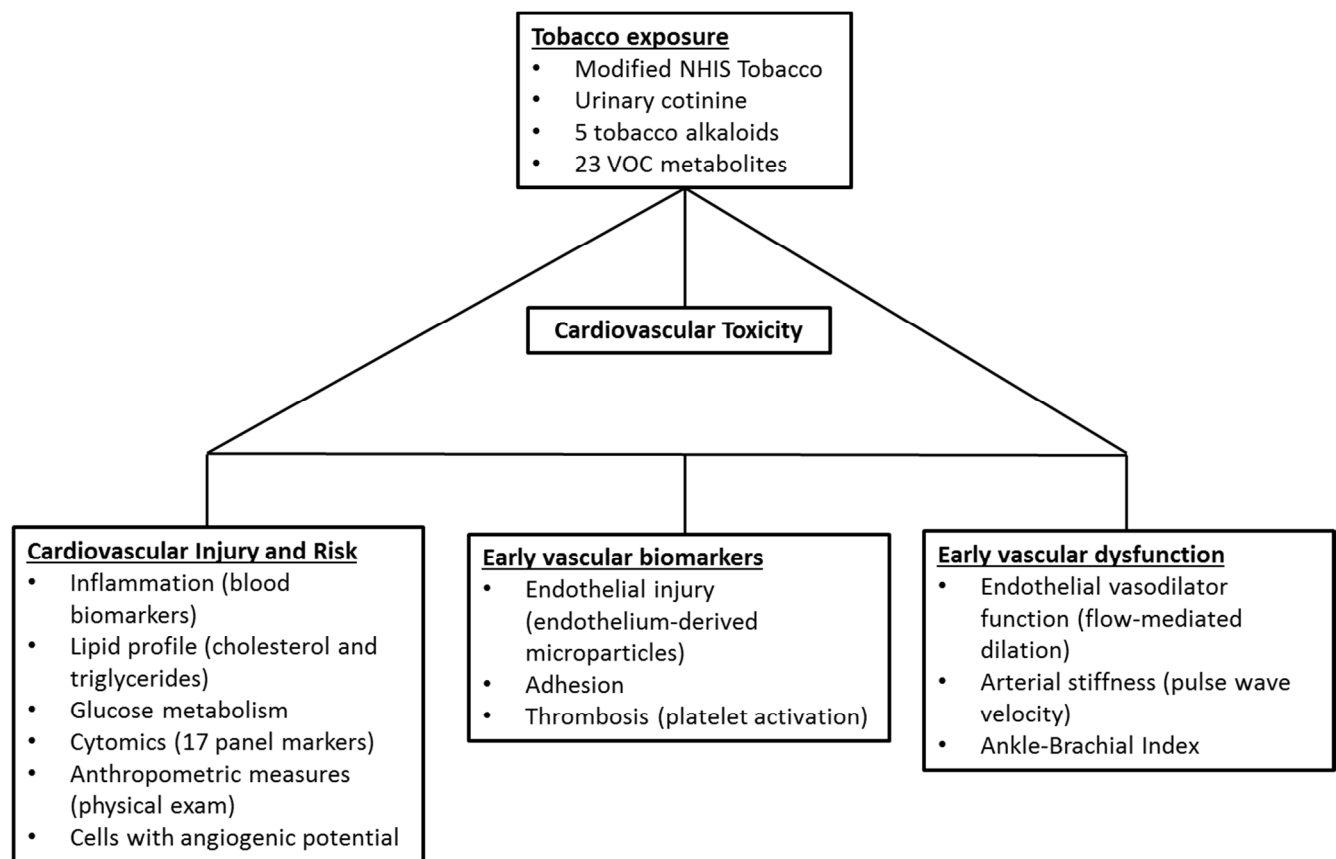 Tobacco exposure
• Modified NHIS Tobacco
• Urinary cotinine
• 5 tobacco alkaloids
• 23 VOC metabolites
Cardiovascular Toxicity
Cardiovascular Injury and Risk
• Inflammation (blood
biomarkers)
• Lipid profile (cholesterol and
triglycerides)
• Glucose metabolism
• Cytomics (17 panel markers)
• Anthropometric measures
(physical exam)
• Cells with angiogenic potential
Early vascular biomarkers
• Endothelial injury
(endothelium-derived
microparticles)
• Adhesion
• Thrombosis (platelet activation)
Early vascular dysfunction
• Endothelial vasodilator
function (flow-mediated
dilation)
• Arterial stiffness (pulse wave
velocity)
• Ankle-Brachial Index